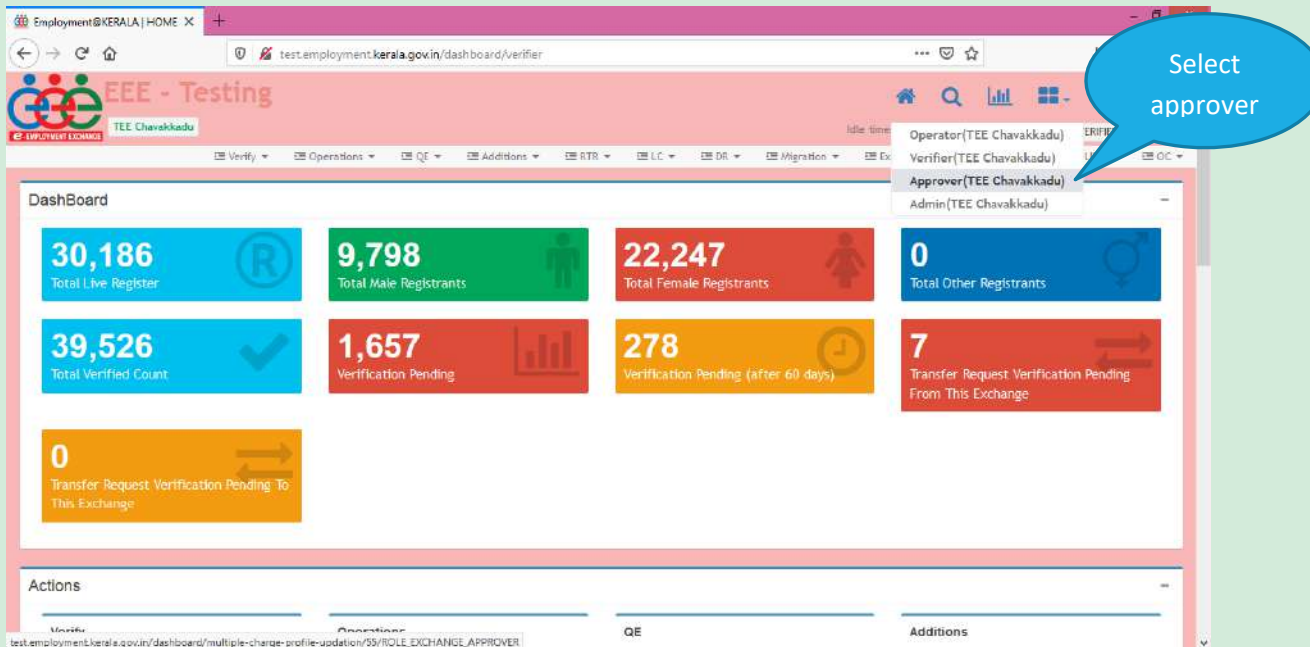 Employment@KERALA | HOME
test.employment.kerala.gov.in/dashboard/verifier
Select
approver
EEE - Testing
e-EMPLOYMENT EXCHANGE
TEE Chavakkadu
Idle time
Operator(TEE Chavakkadu)
Verifier(TEE Chavakkadu)
Approver(TEE Chavakkadu)
Admin(TEE Chavakkadu)
Verify
Operations
QE
Additions
RTR
LC
DR
Migration
Ex
OC
DashBoard
30,186
Total Live Register
9,798
Total Male Registrants
22,247
Total Female Registrants
0
Total Other Registrants
39,526
Total Verified Count
1,657
Verification Pending
278
Verification Pending (after 60 days)
7
Transfer Request Verification Pending
From This Exchange
0
Transfer Request Verification Pending To
This Exchange
Actions
Verify
Operations
QE
Additions
test.employment.kerala.gov.in/dashboard/multiple-charge-profile-updation/55/ROLE_EXCHANGE_APPROVER